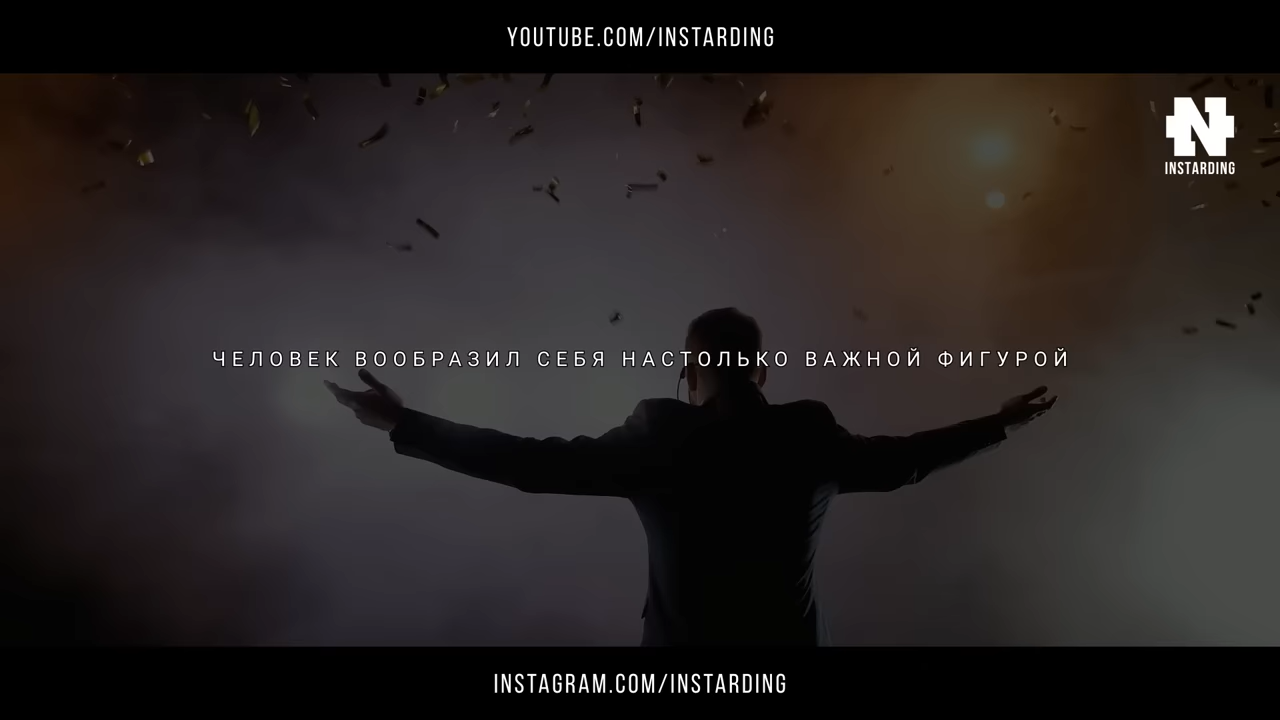 YOUTUBE.COM/INSTARDING
N
INSTARDING
ЧЕЛОВЕК ВООБРАЗИЛ СЕБЯ НАСТОЛЬКО ВАЖНОЙ ФИГУРОЙ
INSTAGRAM.COM/INSTARDING